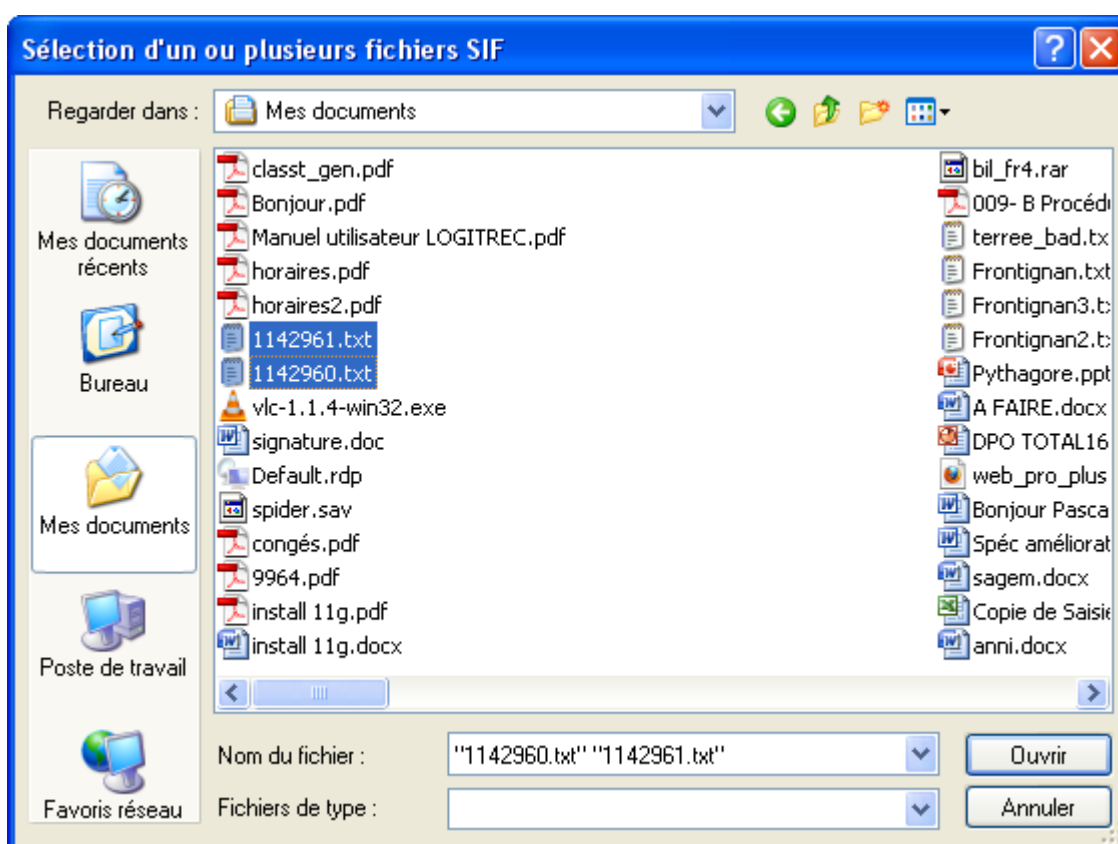 Sélection d'un ou plusieurs fichiers SIF
Regarder dans :
Mes documents
Mes documents
récents
Bureau
Mes documents
Poste de travail
Favoris réseau
classt_gen.pdf
Bonjour.pdf
Manuel utilisateur LOGITREC.pdf
horaires.pdf
horaires2.pdf
1142961.txt
1142960.txt
vlc-1.1.4-win32.exe
signature.doc
Default.rdp
spider.sav
congés.pdf
9964.pdf
install 11g.pdf
install 11g.docx
bil_fr4.rar
009- B Procéd
terree_bad.tx
Frontignan.txt
Frontignan3.t
Frontignan2.t
Pythagore.ppt
A FAIRE.docx
DPO TOTAL16
web_pro_plus
Bonjour Pasca
Spéc améliorat
sagem.docx
Copie de Saisie
anni.docx
Nom du fichier :
"1142960.txt" "1142961.txt"
Ouvrir
Fichiers de type :
Annuler